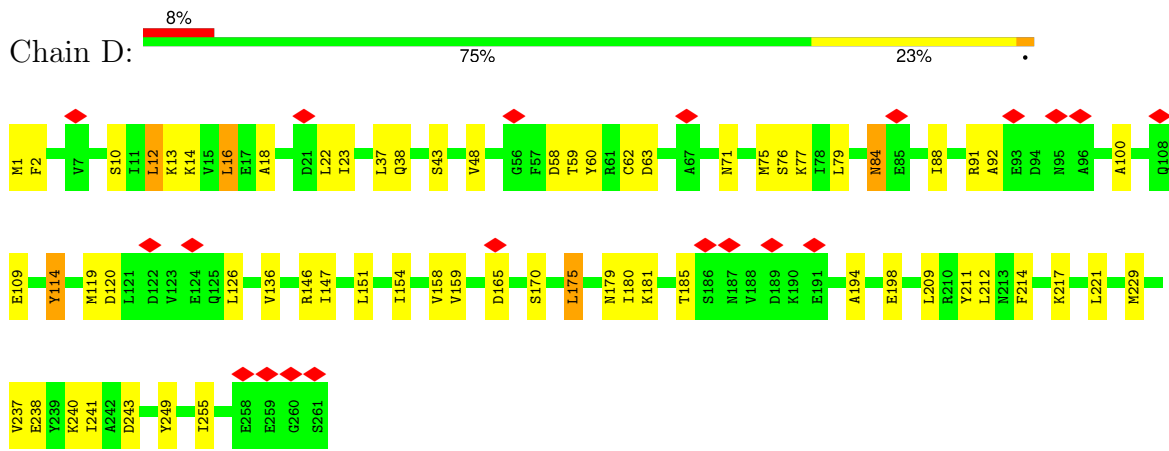 8%
Chain D:
75% 23% •
M1 F2 V7 S10 I11 L12 K13 K14 V15 L16 E17 A18 D21 L22 I23 L37 Q38 S43 V48 G56 F57 D58 T59 Y60 R61 C62 D63 A67 N71 M75 S76 K77 I78 L79 N84 E85 I88 R91 A92 E93 D94 N95 A96 A100 Q108
E109 Y114 M119 D120 L121 D122 V123 E124 Q125 L126 V136 R146 I147 L151 I154 V158 V159 D165 S170 L175 N179 I180 K181 T185 S186 N187 V188 D189 K190 E191 A194 E198 L209 R210 Y211 L212 N213 F214 K217 L221 M229
V237 E238 Y239 K240 I241 A242 D243 Y249 I255 E258 E259 G260 S261